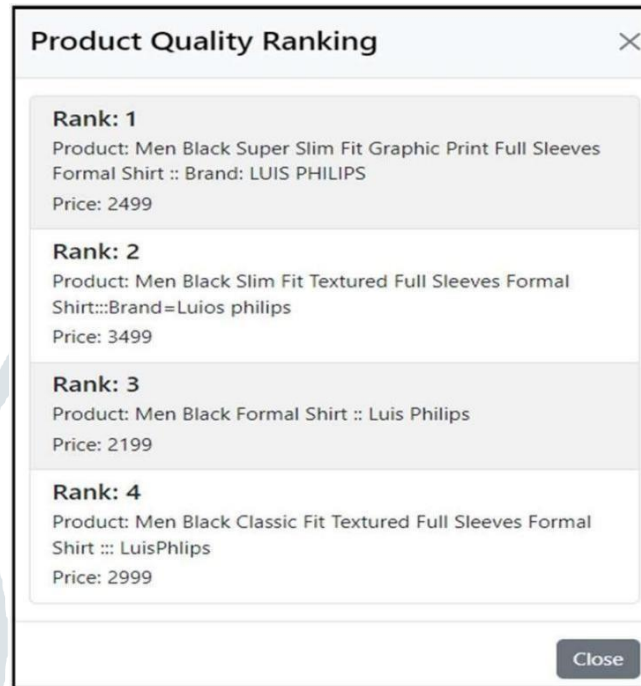 Product Quality Ranking
Rank: 1
Product: Men Black Super Slim Fit Graphic Print Full Sleeves
Formal Shirt :: Brand: LUIS PHILIPS
Price: 2499
Rank: 2
Product: Men Black Slim Fit Textured Full Sleeves Formal
Shirt:::Brand=Luios philips
Price: 3499
Rank: 3
Product: Men Black Formal Shirt :: Luis Philips
Price: 2199
Rank: 4
Product: Men Black Classic Fit Textured Full Sleeves Formal
Shirt ::: LuisPhlips
Price: 2999
Close